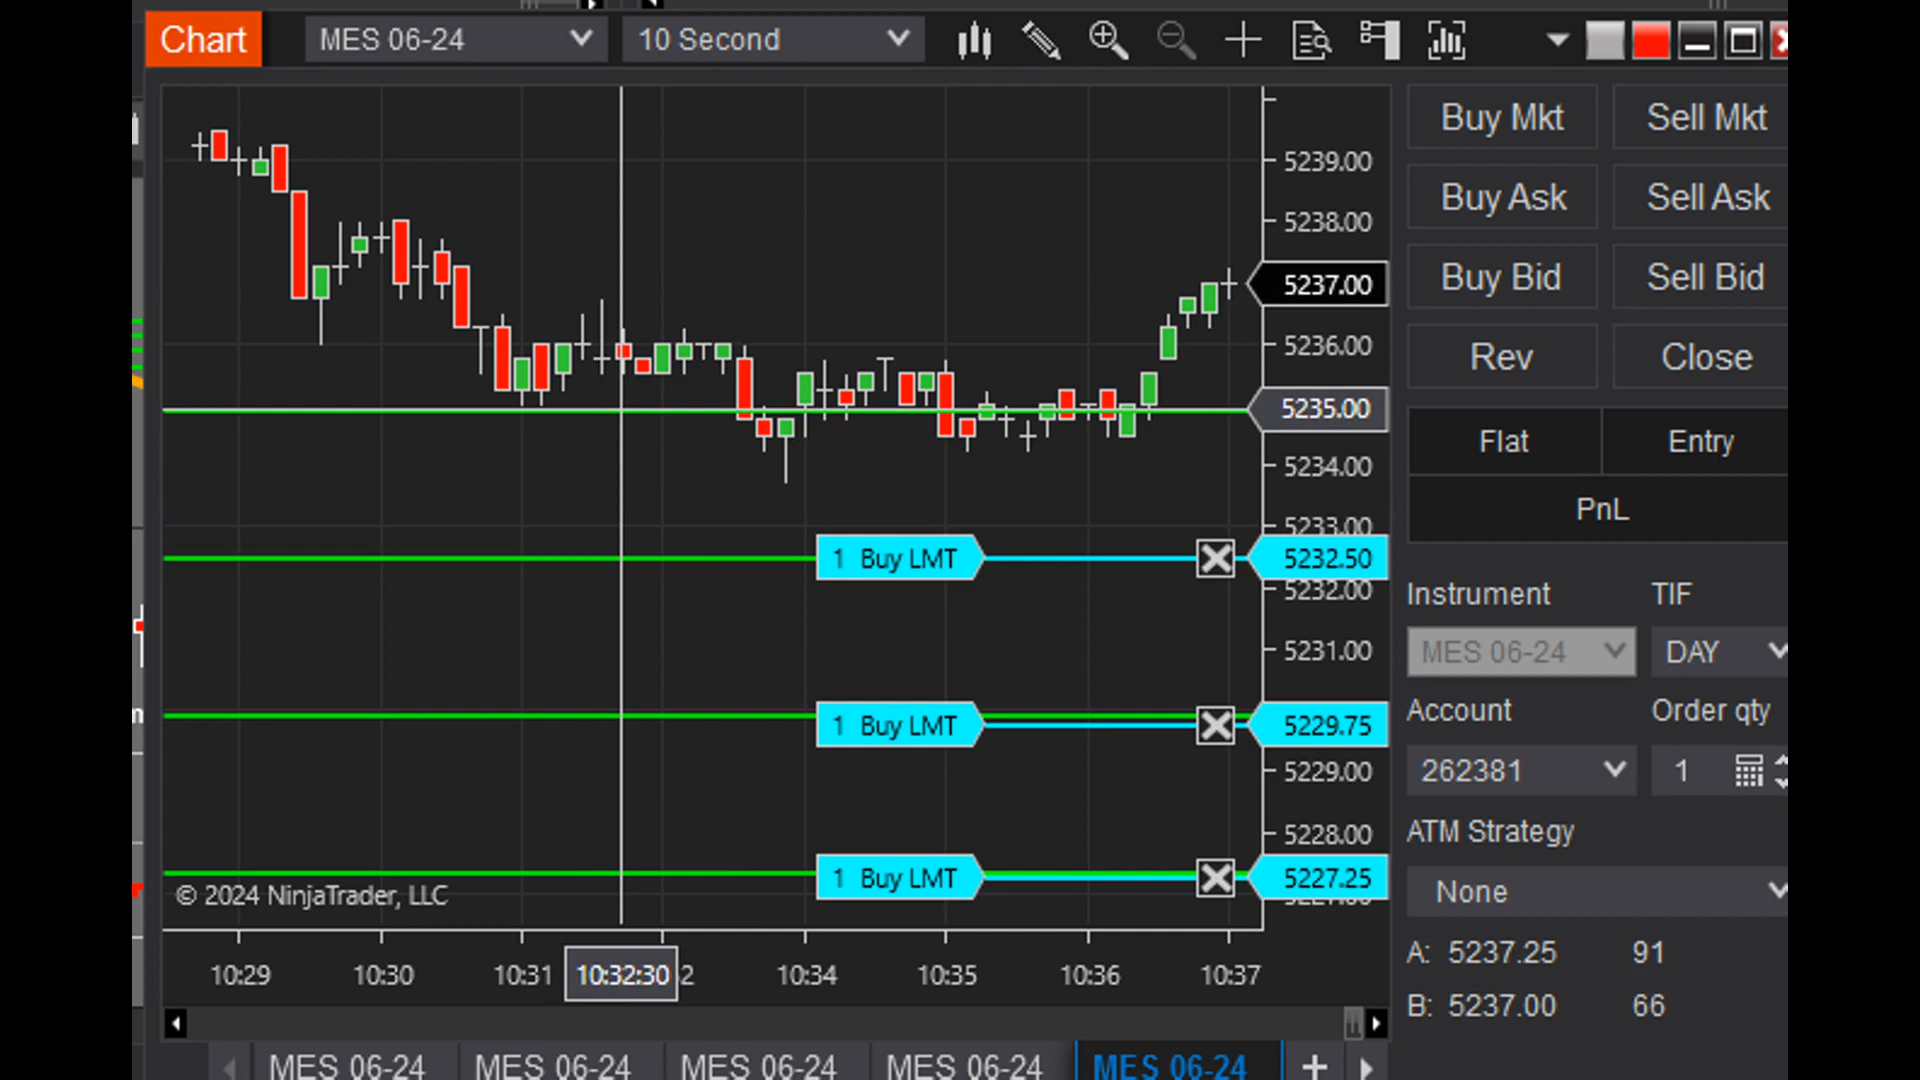 Chart MES 06-24 10 Second
Buy Mkt Sell Mkt
5239.00
Buy Ask Sell Ask
5238.00
5237.00
Buy Bid Sell Bid
5236.00
Rev Close
5235.00
Flat Entry
5234.00
PnL
5233.00
1 Buy LMT 5232.50
5232.00
Instrument TIF
5231.00
MES 06-24 DAY
Account Order qty
1 Buy LMT 5229.75
5229.00
262381 1
5228.00
ATM Strategy
1 Buy LMT 5227.25
© 2024 NinjaTrader, LLC
None
A: 5237.25 91
10:29 10:30 10:31 10:32:30 2 10:34 10:35 10:36 10:37
B: 5237.00 66
MES 06-24 MES 06-24 MES 06-24 MES 06-24 MES 06-24 +